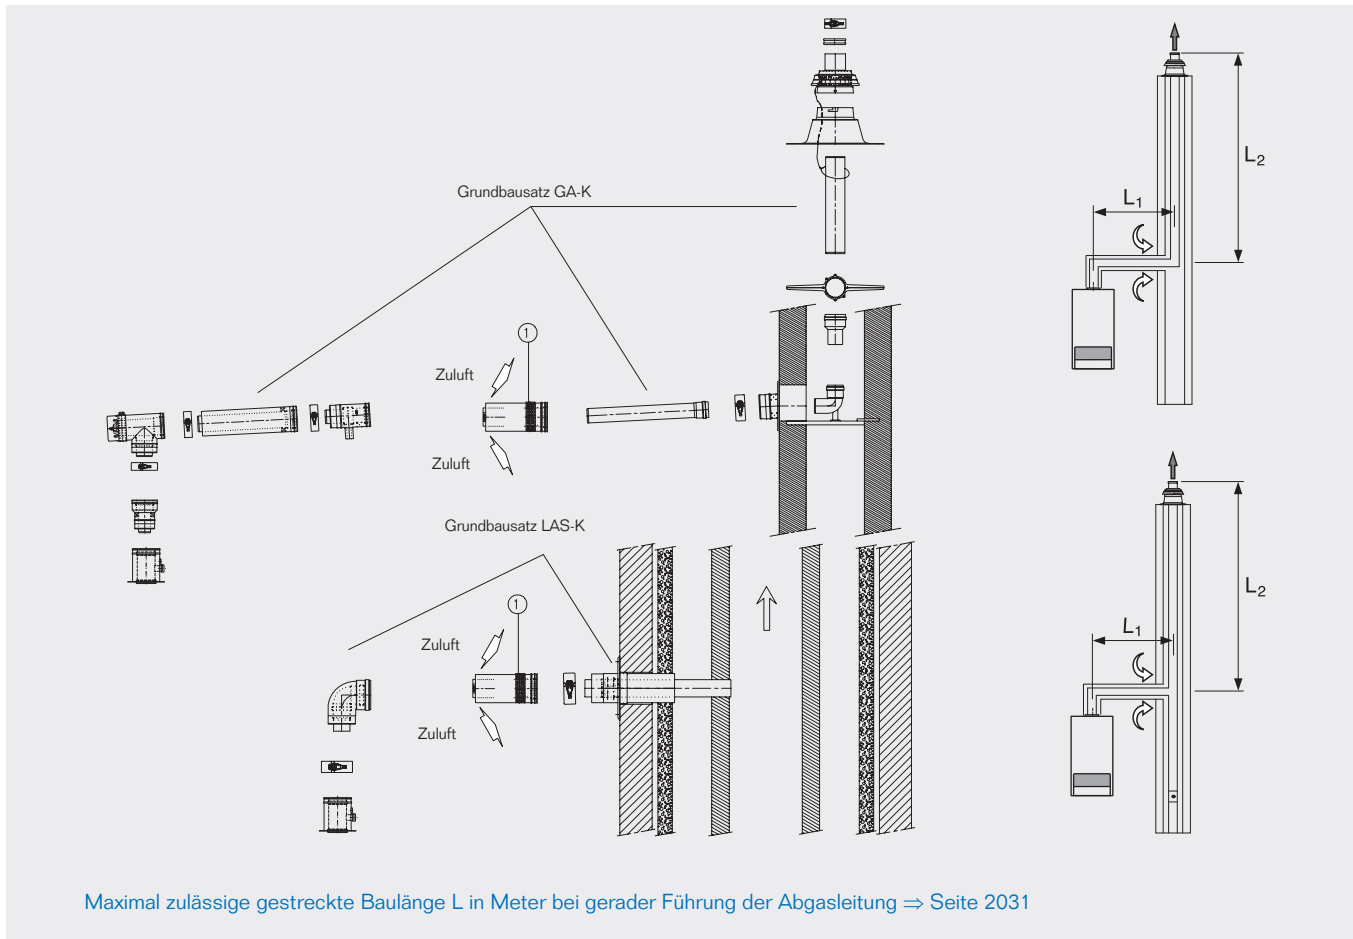 Grundbausatz GA-K
L₂
L₁
1
Zuluft
Zuluft
Grundbausatz LAS-K
1
Zuluft
Zuluft
L₂
L₁
Maximal zulässige gestreckte Baulänge L in Meter bei gerader Führung der Abgasleitung ⇒ Seite 2031